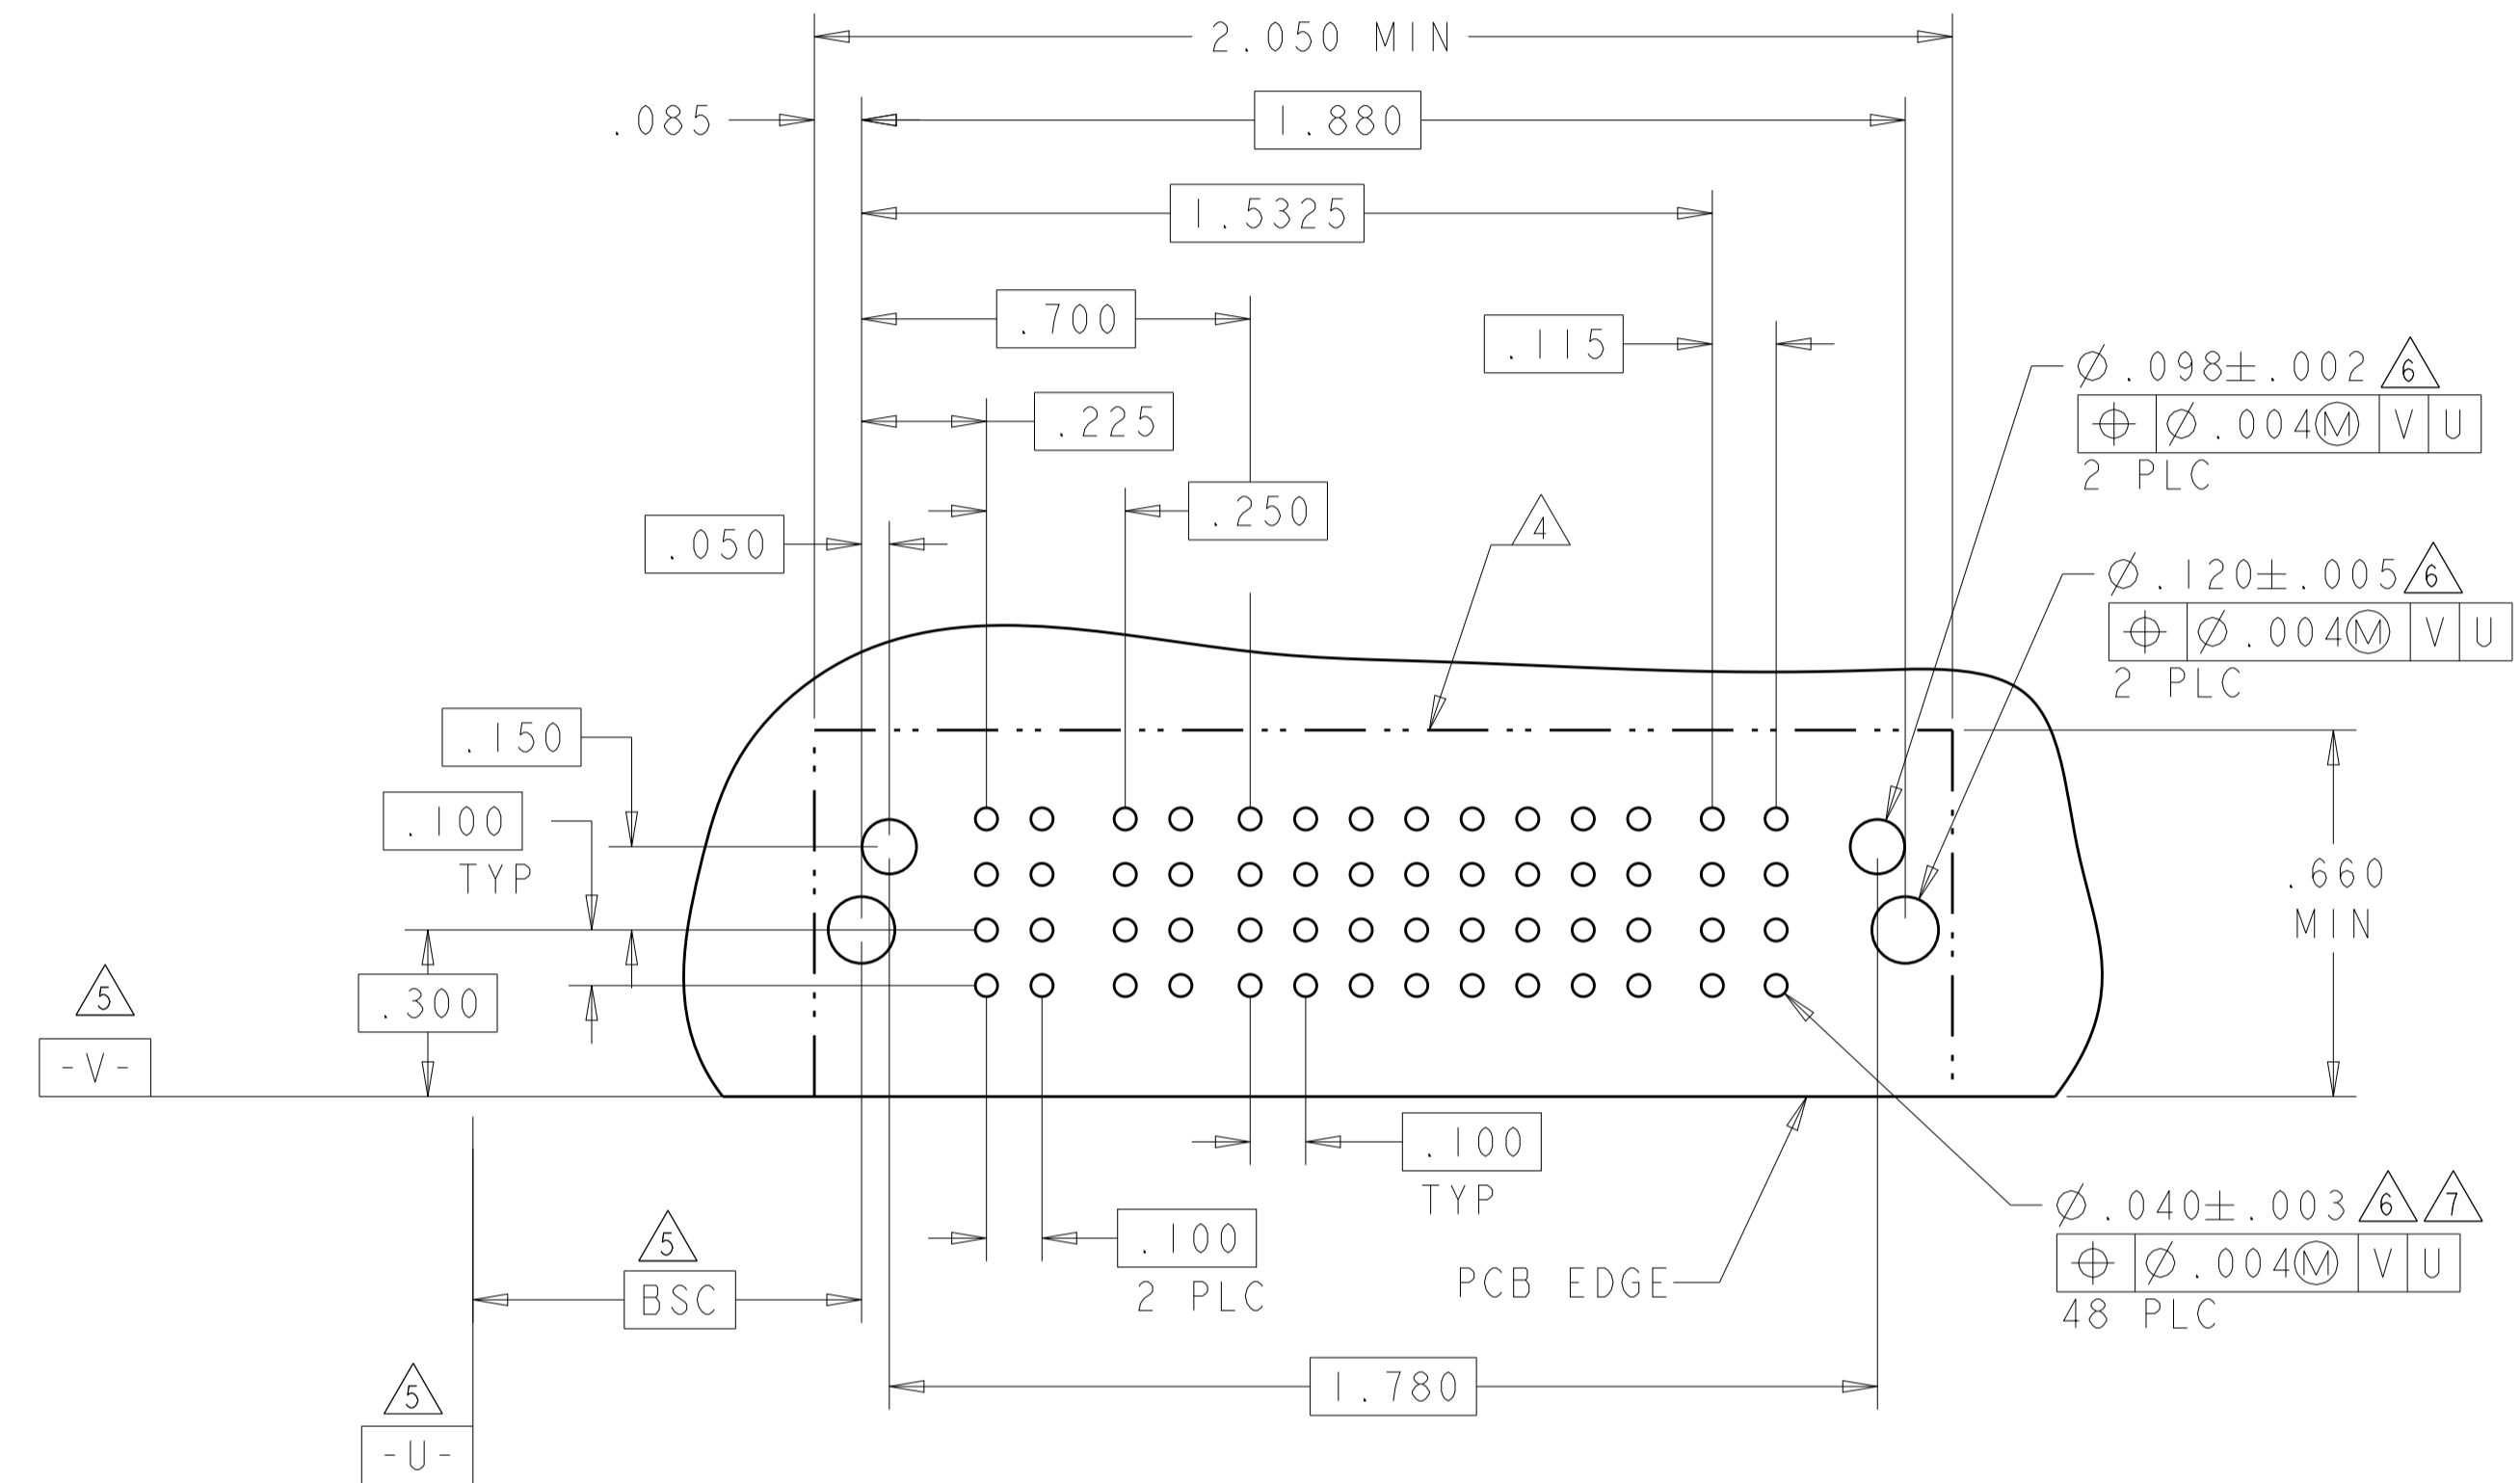 2.050 MIN
.085
1.880
1.5325
.700
.115
.225
.250
.050
4
⌀.098±.002 6
⌖ ⌀.004Ⓜ V U
2 PLC
⌀.120±.005 6
⌖ ⌀.004Ⓜ V U
2 PLC
.150
.100
TYP
.660
MIN
.300
5
-V-
.100
TYP
.100
2 PLC
5
BSC
PCB EDGE
⌀.040±.003 6 7
⌖ ⌀.004Ⓜ V U
48 PLC
1.780
5
-U-